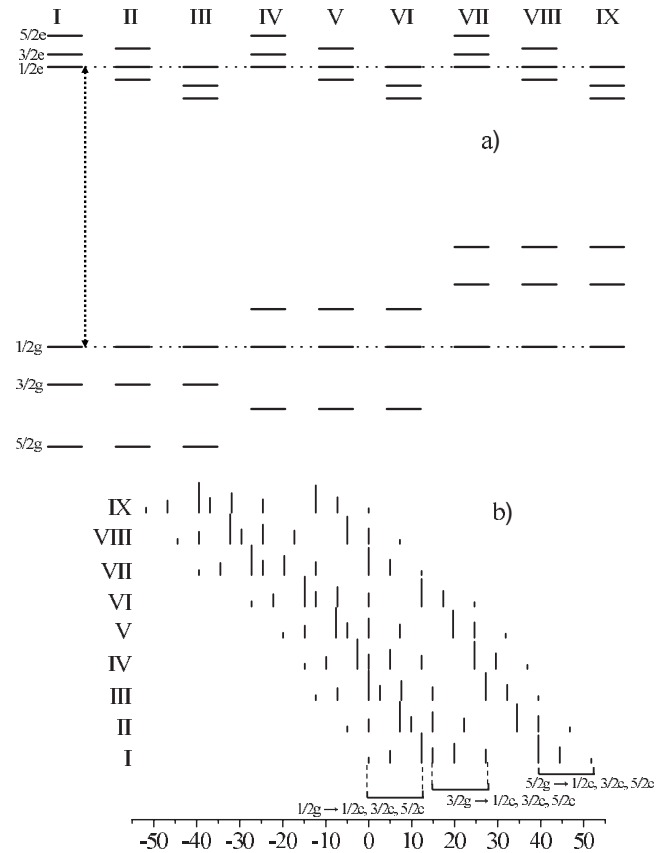 I II III IV V VI VII VIII IX
5/2e
3/2e
1/2e
a)
1/2g
3/2g
5/2g
b)
IX
VIII
VII
VI
V
IV
III
II
I
5/2g → 1/2e, 3/2e, 5/2e
1/2g → 1/2e, 3/2e, 5/2e 3/2g → 1/2e, 3/2e, 5/2e
-50 -40 -30 -20 -10 0 10 20 30 40 50